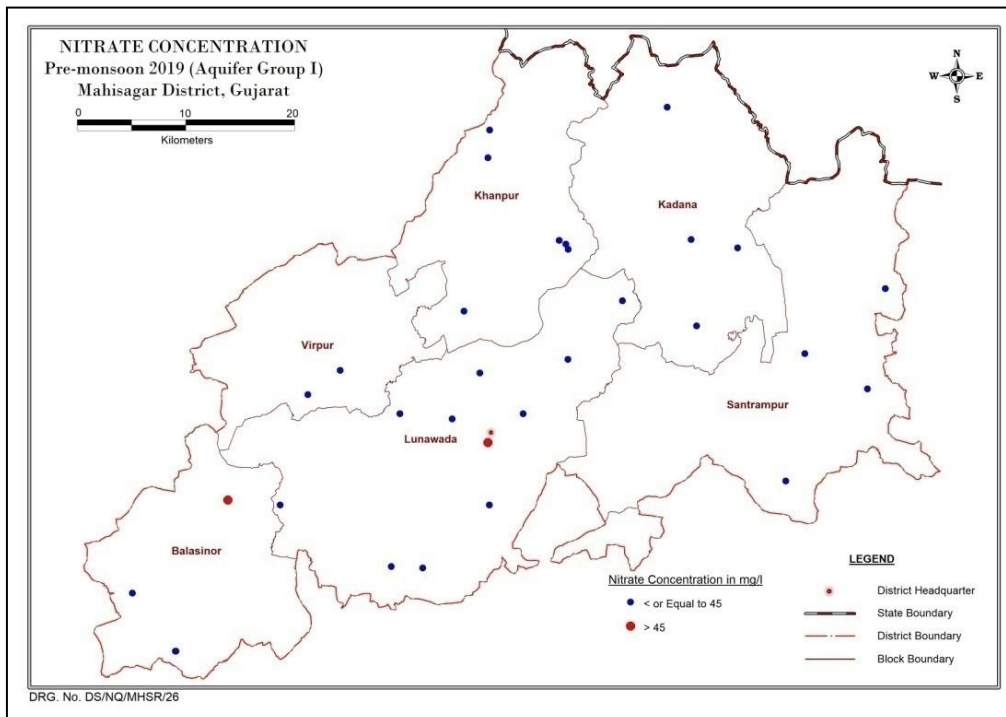 NITRATE CONCENTRATION
Pre-monsoon 2019 (Aquifer Group I)
Mahisagar District, Gujarat
0 10 20
Kilometers
N
W E
S
Khanpur
Kadana
Virpur
Santrampur
Lunawada
Balasinor
Nitrate Concentration in mg/l
< or Equal to 45
> 45
LEGEND
District Headquarter
State Boundary
District Boundary
Block Boundary
DRG. No. DS/NQ/MHSR/26